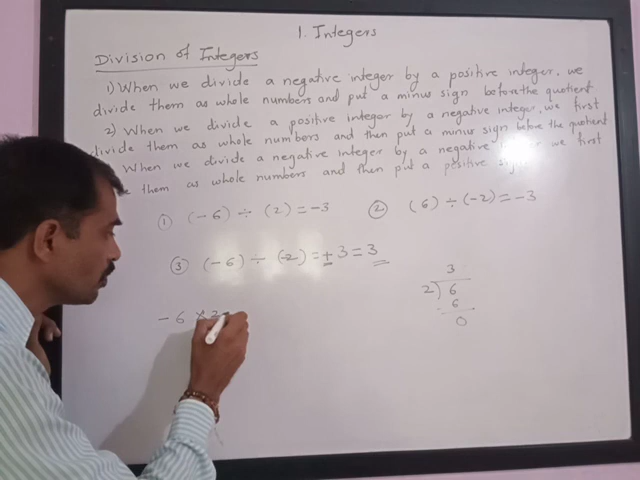 1. Integers
Division of Integers
1) When we divide a negative integer by a positive integer, we
divide them as whole numbers and put a minus sign before the quotient
2) When we divide a positive integer by a negative integer, we first
divide them as whole numbers and then put a minus sign before the quotient
When we divide a negative integer by a negative we first
them as whole numbers and then put a positive
① (-6) ÷ (2) = -3
② (6) ÷ (-2) = -3
③ (-6) ÷ (-2) = + 3 = 3
3
2) 6
6
0
-6 × 2